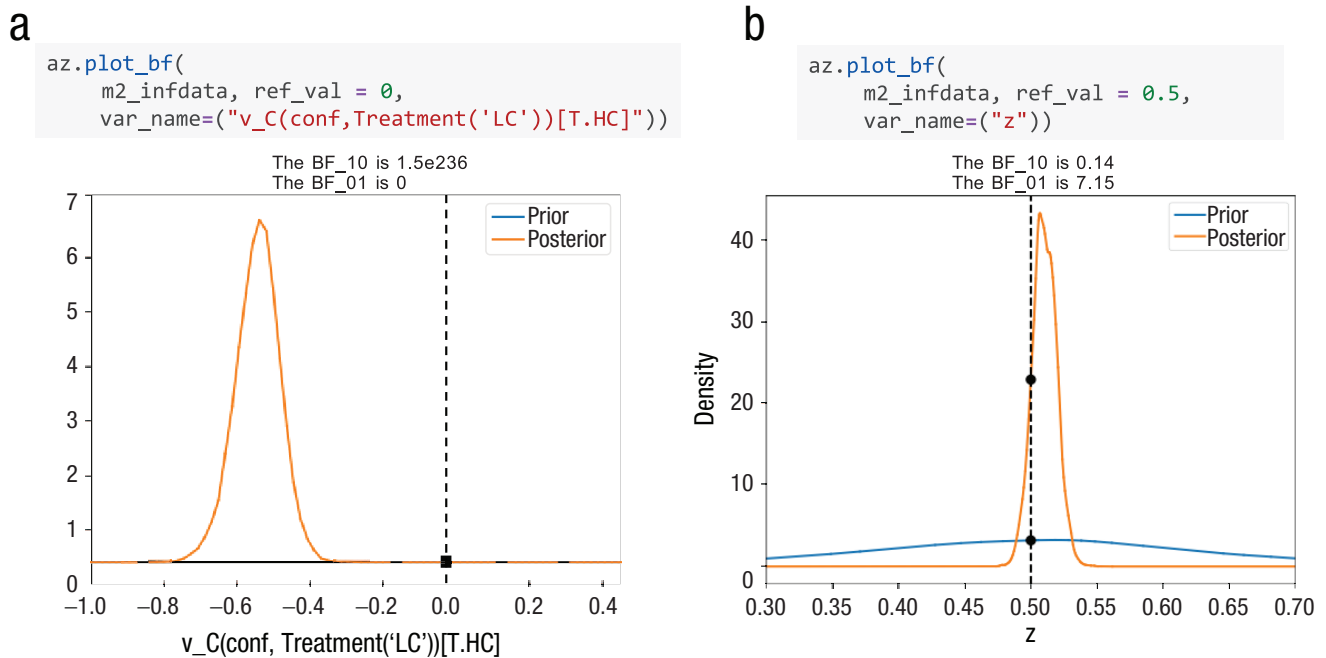 a
az.plot_bf(
m2_infdata, ref_val = 0,
var_name=("v_C(conf,Treatment('LC'))[T.HC]"))
The BF_10 is 1.5e236
The BF_01 is 0
7
6
5
4
3
2
1
0
Prior
Posterior
−1.0 −0.6 −0.4 −0.2 0.0 0.2 0.4
v_C(conf, Treatment(‘LC’))[T.HC]
b
az.plot_bf(
m2_infdata, ref_val = 0.5,
var_name=("z"))
The BF_10 is 0.14
The BF_01 is 7.15
Density
40
30
20
10
0
Prior
Posterior
0.30 0.35 0.40 0.45 0.50 0.55 0.60 0.65 0.70
z